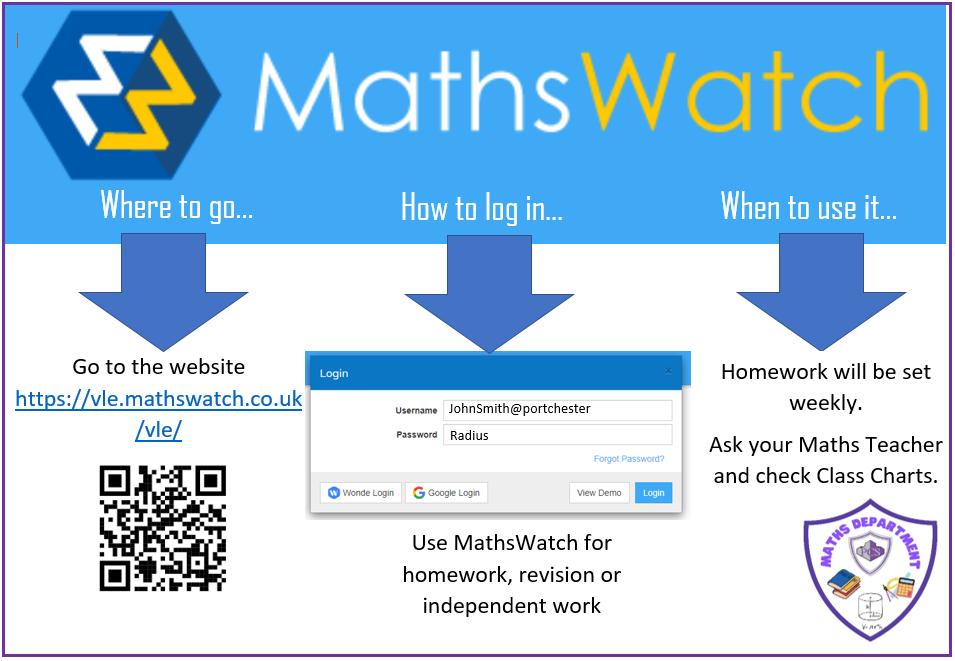 MathsWatch
Where to go...
How to log in...
When to use it...
Go to the website
https://vle.mathswatch.co.uk
/vle/
Login
×
Username
JohnSmith@portchester
Password
Radius
Forgot Password?
Wonde Login
Google Login
View Demo
Login
Use MathsWatch for
homework, revision or
independent work
Homework will be set
weekly.
Ask your Maths Teacher
and check Class Charts.
MATHS DEPARTMENT